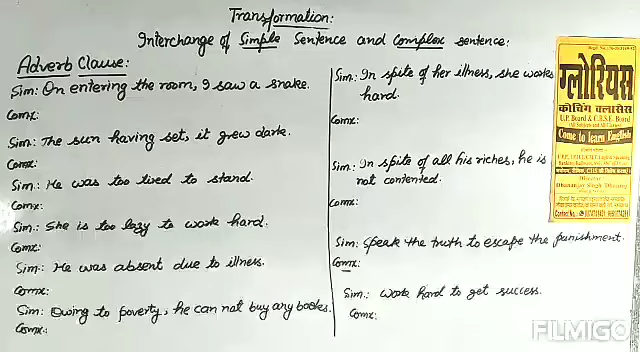 Transformation:
Interchange of Simple Sentence and Complex sentence:
Adverb Clause:
Sim: On entering the room, I saw a snake.
Comx:
Sim: The sun having set, it grew dark.
Comx:
Sim: He was too tired to stand.
Comx:
Sim: She is too lazy to work hard.
Comx:
Sim: He was absent due to illness.
Comx:
Sim: Owing to poverty, he can not buy any books.
Comx:
Sim: In spite of her illness, she works
hard.
Comx:
Sim: In spite of all his riches, he is
not contented.
Comx:
Sim: Speak the truth to escape the punishment.
Comx:
Sim: Work hard to get success.
Comx:
ग्लोरियस
कोचिंग क्लासेस
U.P. Board & C.B.S.E. Board
Come to learn English
Director
Dhananjay Singh
Contact No.
FILMIGO